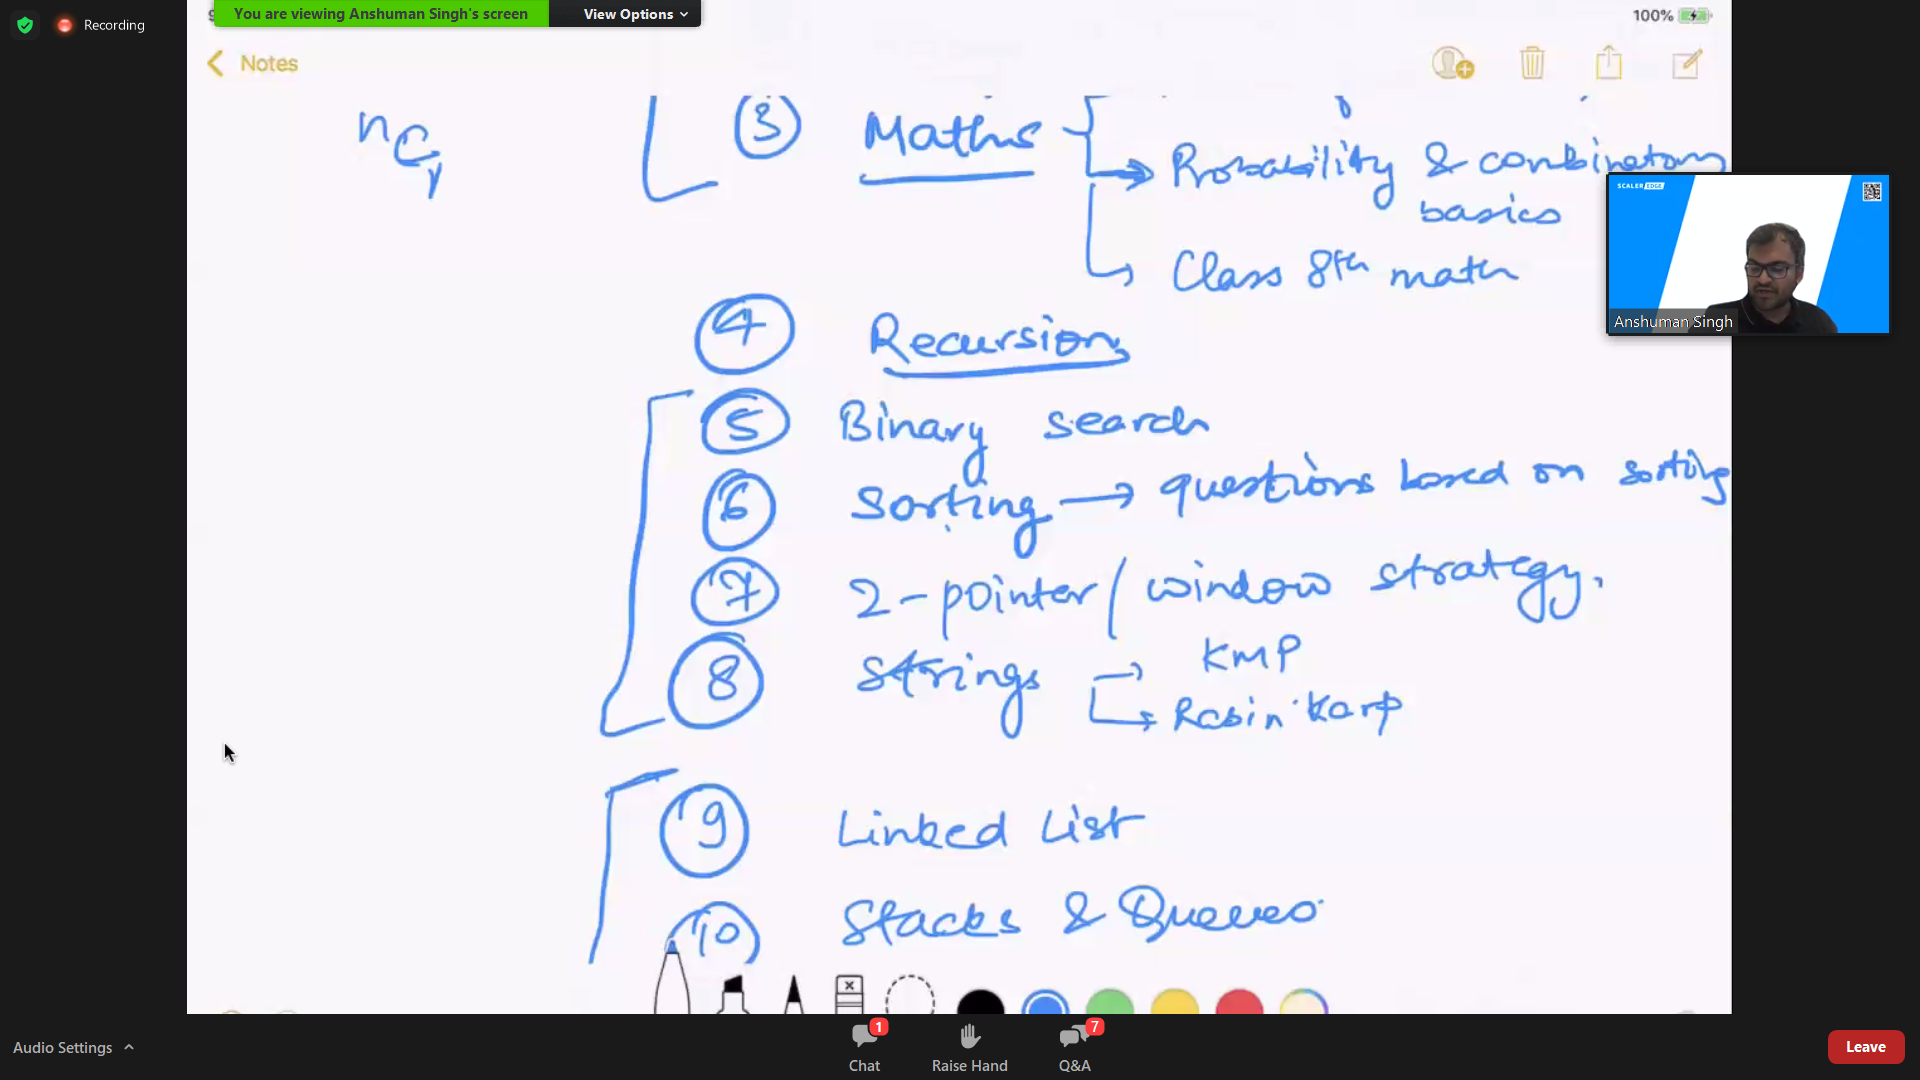 You are viewing Anshuman Singh's screen
View Options
Recording
100%
Notes
nCr
3 Maths
Probability & combinatorics
basics
Class 8th math
SCALER EDGE
Anshuman Singh
4 Recursion
5 Binary search
6 Sorting → questions based on sorting
7 2-pointer / window strategy.
8 Strings → KMP
→ Rabin Karp
9 Linked List
10 Stacks & Queues
Audio Settings
1
7
Chat
Raise Hand
Q&A
Leave